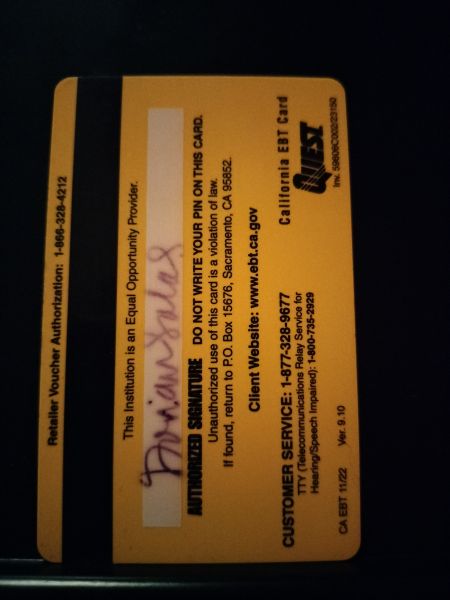 Retailer Voucher Authorization: 1-866-328-4212
This Institution is an Equal Opportunity Provider.
Dorian Salas
AUTHORIZED SIGNATURE DO NOT WRITE YOUR PIN ON THIS CARD.
Unauthorized use of this card is a violation of law.
If found, return to P.O. Box 15676, Sacramento, CA 95852.
Client Website: www.ebt.ca.gov
CUSTOMER SERVICE: 1-877-328-9677
TTY (Telecommunications Relay Service for
Hearing/Speech Impaired): 1-800-735-2929
California EBT Card
QUEST
CA EBT 11/22 Ver. 9.10